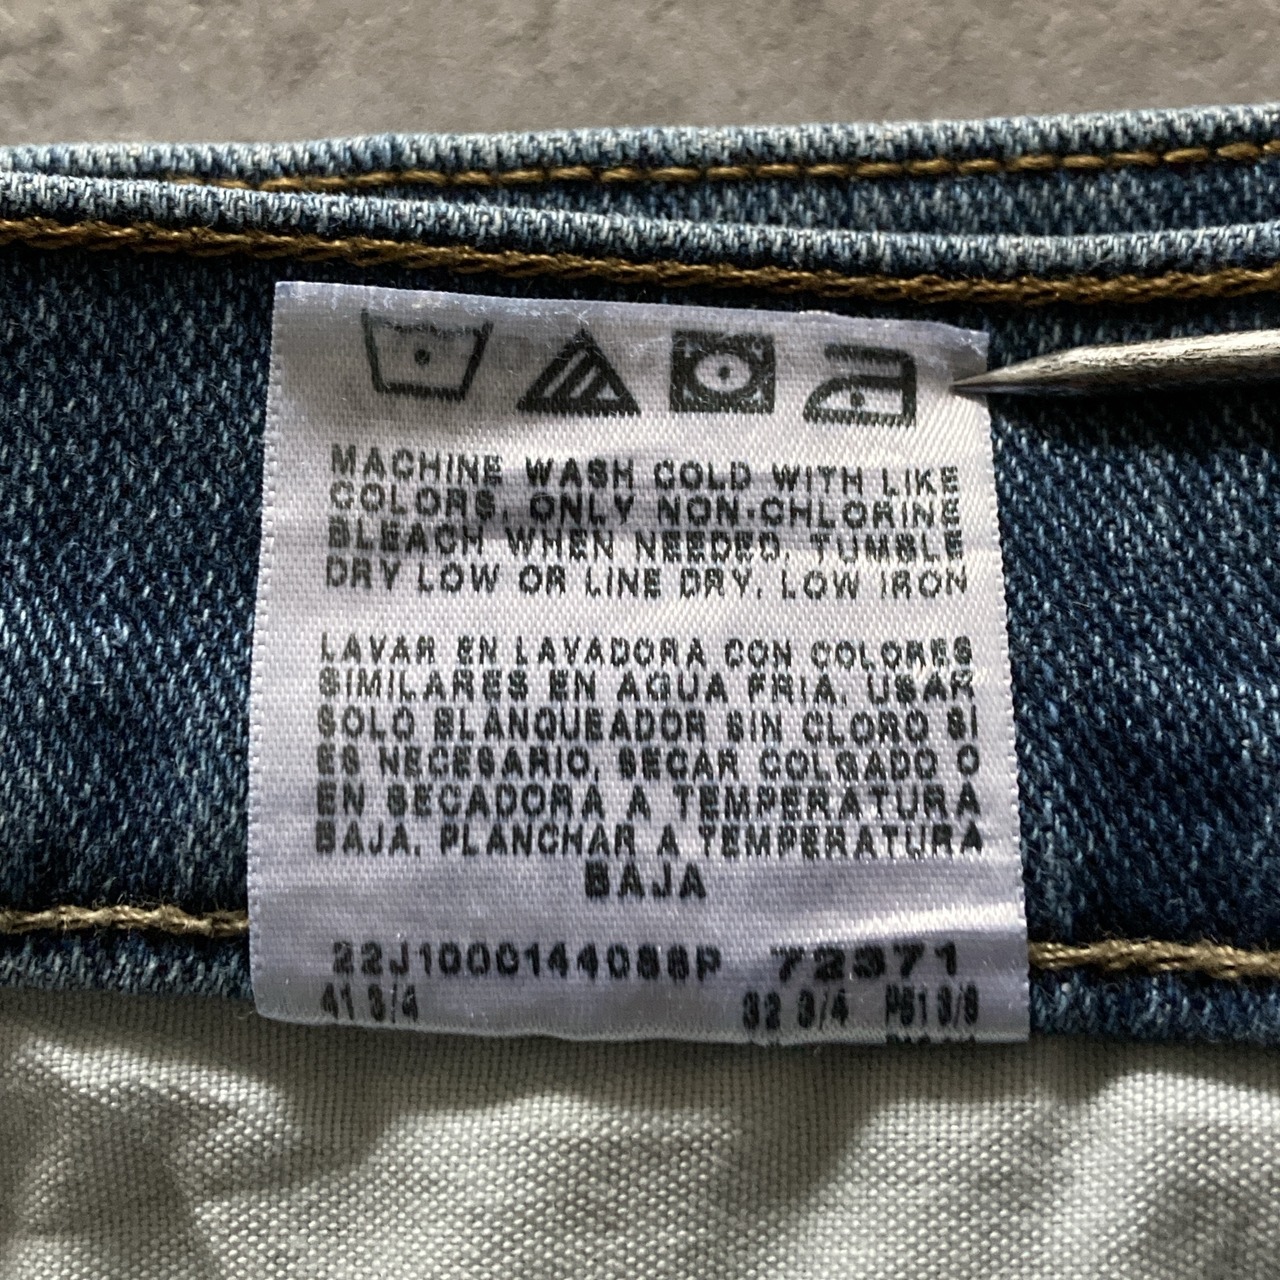 MACHINE WASH COLD WITH LIKE
COLORS, ONLY NON-CHLORINE
BLEACH WHEN NEEDED. TUMBLE
DRY LOW OR LINE DRY. LOW IRON
LAVAR EN LAVADORA CON COLORES
SIMILARES EN AGUA FRIA. USAR
SOLO BLANQUEADOR SIN CLORO SI
ES NECESARIO. SECAR COLGADO O
EN SECADORA A TEMPERATURA
BAJA. PLANCHAR A TEMPERATURA
BAJA
72371
41 3/4 32 3/4